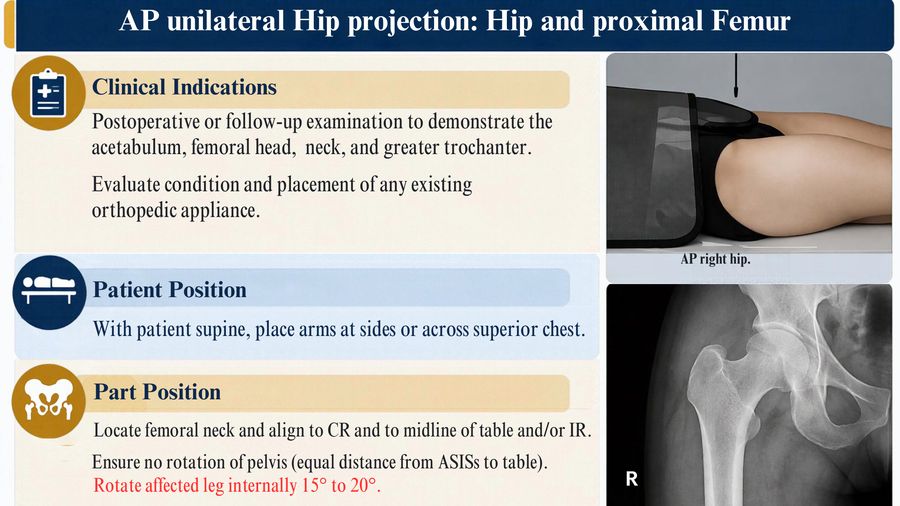 AP unilateral Hip projection: Hip and proximal Femur
Clinical Indications
Postoperative or follow-up examination to demonstrate the
acetabulum, femoral head, neck, and greater trochanter.
Evaluate condition and placement of any existing
orthopedic appliance.
Patient Position
With patient supine, place arms at sides or across superior chest.
Part Position
Locate femoral neck and align to CR and to midline of table and/or IR.
Ensure no rotation of pelvis (equal distance from ASISs to table).
Rotate affected leg internally 15° to 20°.
AP right hip.
R